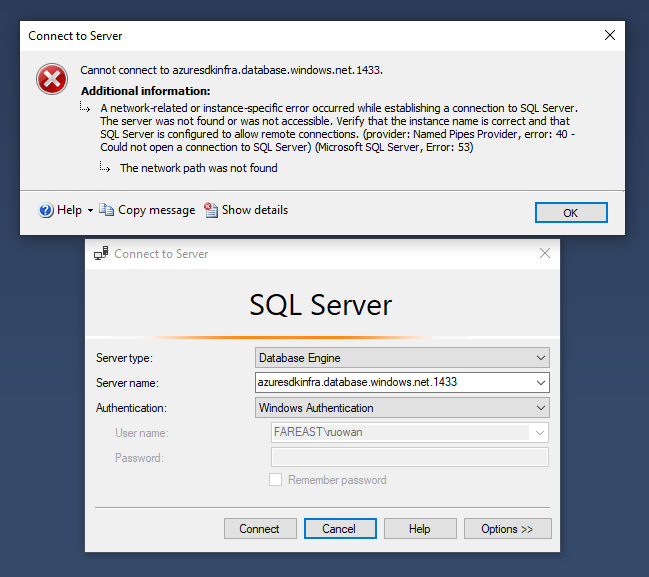 Connect to Server
Cannot connect to azuresdkinfra.database.windows.net.1433.
Additional information:
A network-related or instance-specific error occurred while establishing a connection to SQL Server.
The server was not found or was not accessible. Verify that the instance name is correct and that
SQL Server is configured to allow remote connections. (provider: Named Pipes Provider, error: 40 -
Could not open a connection to SQL Server) (Microsoft SQL Server, Error: 53)
The network path was not found
Help Copy message Show details OK
Connect to Server
SQL Server
Server type: Database Engine
Server name: azuresdkinfra.database.windows.net.1433
Authentication: Windows Authentication
User name: FAREAST\ruowan
Password:
Remember password
Connect Cancel Help Options >>